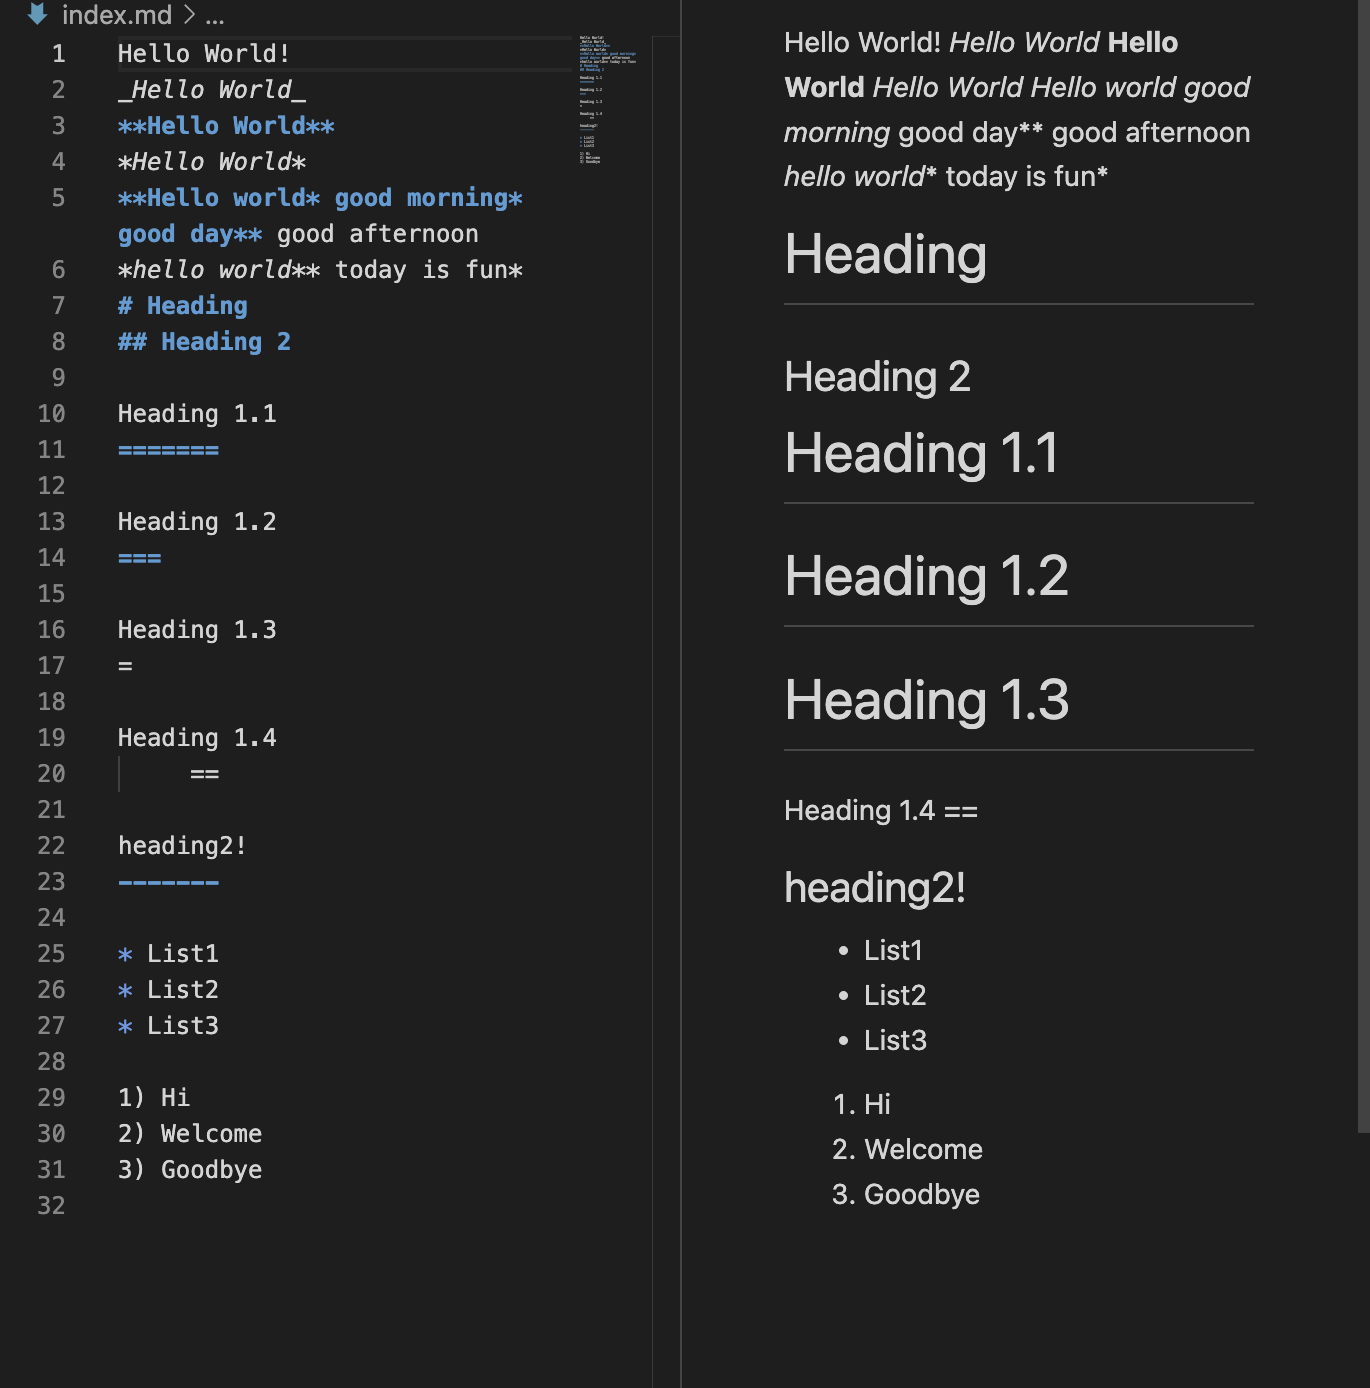 index.md > ...
1 Hello World!
2 _Hello World_
3 **Hello World**
4 *Hello World*
5 **Hello world* good morning*
good day** good afternoon
6 *hello world** today is fun*
7 # Heading
8 ## Heading 2
9
10 Heading 1.1
11 =======
12
13 Heading 1.2
14 ===
15
16 Heading 1.3
17 =
18
19 Heading 1.4
20      ==
21
22 heading2!
23 -------
24
25 * List1
26 * List2
27 * List3
28
29 1) Hi
30 2) Welcome
31 3) Goodbye
32
Hello World! Hello World Hello
World Hello World Hello world good
morning good day** good afternoon
hello world* today is fun*
Heading
Heading 2
Heading 1.1
Heading 1.2
Heading 1.3
Heading 1.4 ==
heading2!
• List1
• List2
• List3
1. Hi
2. Welcome
3. Goodbye